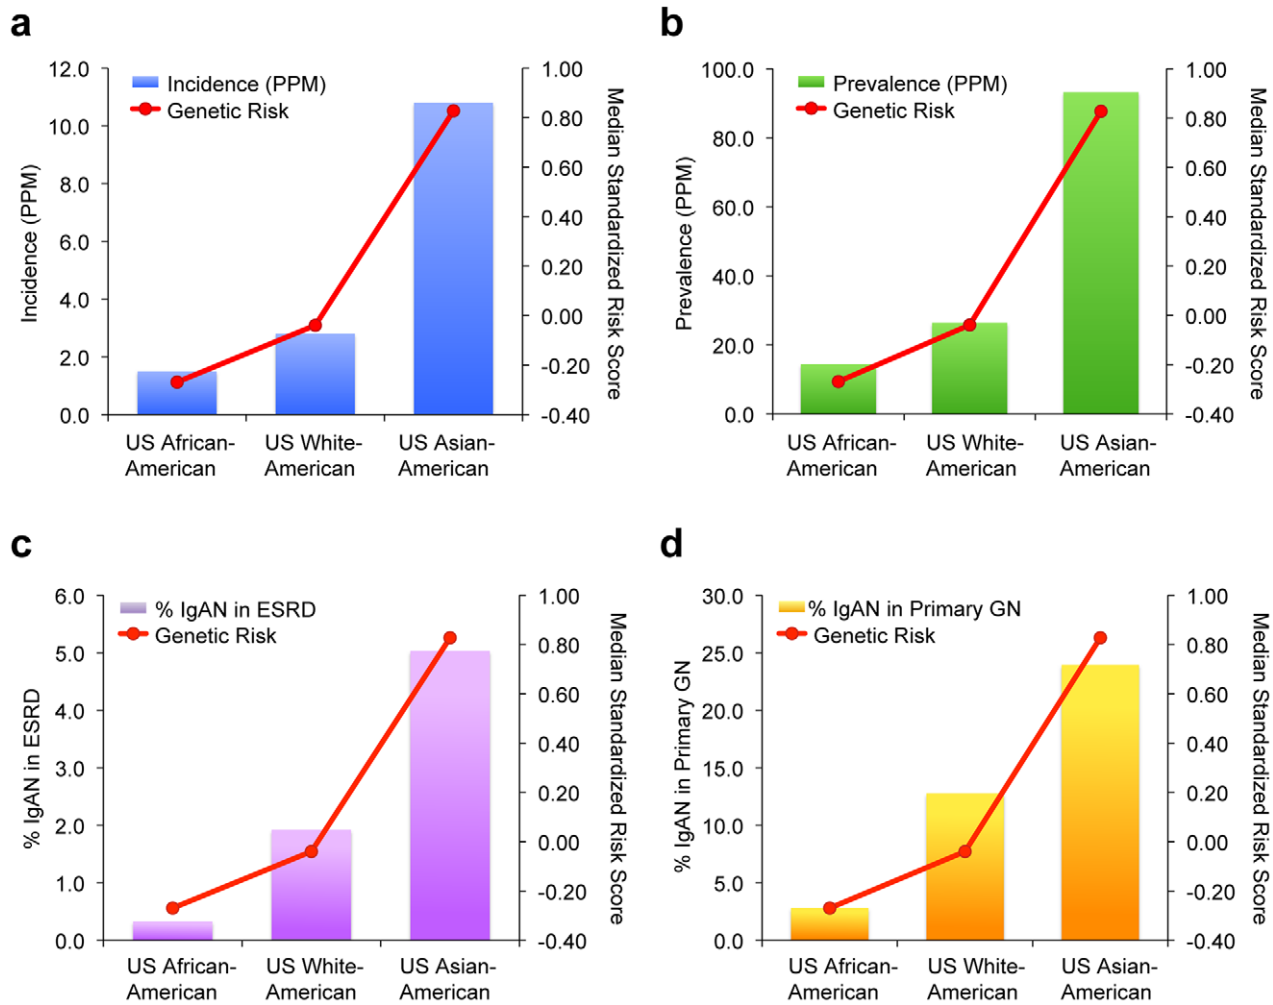 a
12.0
10.0
8.0
6.0
4.0
2.0
0.0
Incidence (PPM)
Incidence (PPM)
Genetic Risk
1.00
0.80
0.60
0.40
0.20
0.00
-0.20
-0.40
Median Standardized Risk Score
US African-
American
US White-
American
US Asian-
American
b
100.0
80.0
60.0
40.0
20.0
0.0
Prevalence (PPM)
Prevalence (PPM)
Genetic Risk
1.00
0.80
0.60
0.40
0.20
0.00
-0.20
-0.40
Median Standardized Risk Score
US African-
American
US White-
American
US Asian-
American
c
6.0
5.0
4.0
3.0
2.0
1.0
0.0
% IgAN in ESRD
% IgAN in ESRD
Genetic Risk
1.00
0.80
0.60
0.40
0.20
0.00
-0.20
-0.40
Median Standardized Risk Score
US African-
American
US White-
American
US Asian-
American
d
30.0
25.0
20.0
15.0
10.0
5.0
0.0
% IgAN in Primary GN
% IgAN in Primary GN
Genetic Risk
1.00
0.80
0.60
0.40
0.20
0.00
-0.20
-0.40
Median Standardized Risk Score
US African-
American
US White-
American
US Asian-
American